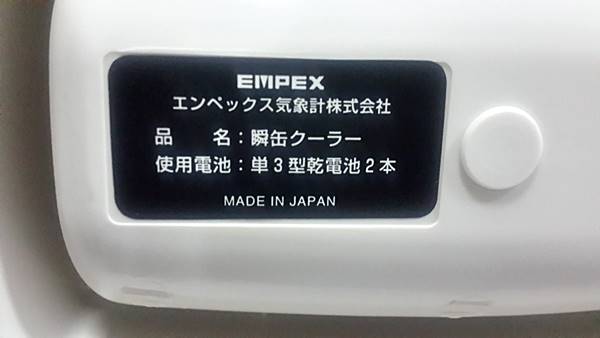 EMPEX
エンペックス気象計株式会社
品　　名：瞬缶クーラー
使用電池：単３型乾電池２本
MADE IN JAPAN